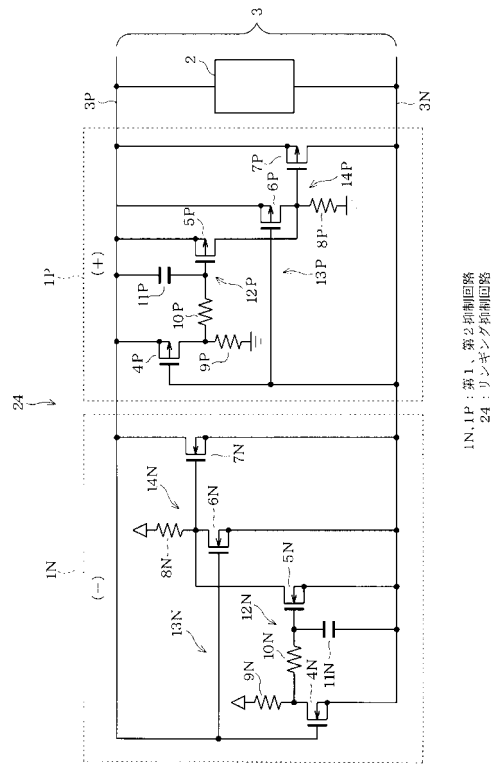 24
1N
(−)
1P
(+)
3P
3
2
3N
13N
14N
8N
6N
7N
9N
10N
12N
5N
4N
11N
4P
11P
10P
9P
12P
5P
13P
6P
7P
14P
8P
1N,1P：第1、第2抑制回路
24：リンギング抑制回路